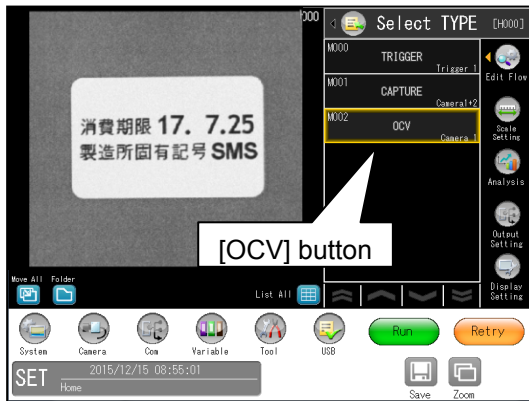 000
Select TYPE
[H000]
M000
TRIGGER
Trigger 1
M001
CAPTURE
Camera1+2
M002
OCV
Camera 1
Edit Flow
Scale
Setting
Analysis
Output
Setting
Display
Setting
消費期限 17. 7.25
製造所固有記号 SMS
[OCV] button
Move All
Folder
List All
System
Camera
Com
Variable
Tool
USB
Run
Retry
SET
2015/12/15 08:55:01
Home
Save
Zoom